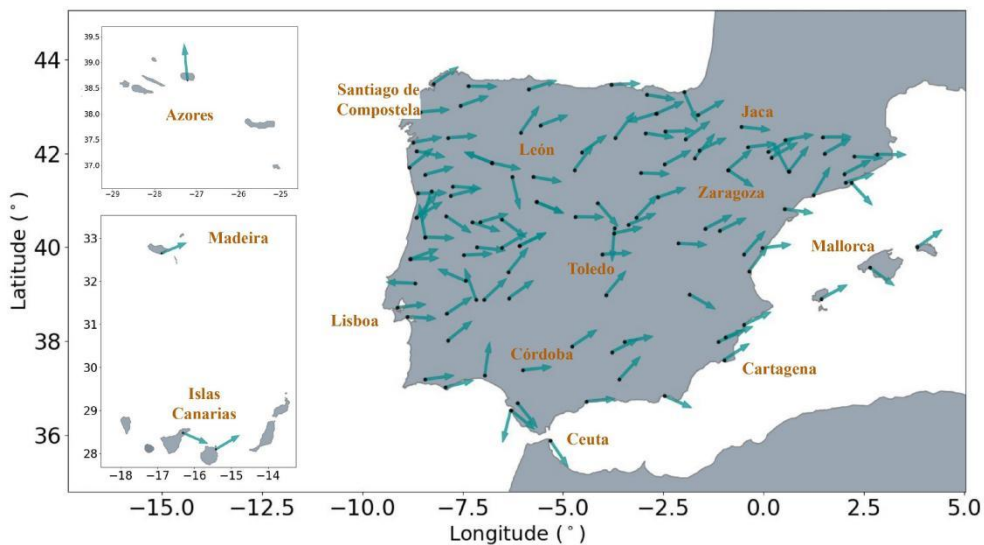 39.5
39.0
38.5
38.0
37.5
37.0
−29
−28
−27
−26
−25
Azores
33
32
31
30
29
28
−18
−17
−16
−15
−14
Madeira
Islas
Canarias
44
42
40
38
36
Latitude (°)
Santiago de
Compostela
León
Jaca
Zaragoza
Toledo
Mallorca
Lisboa
Córdoba
Cartagena
Ceuta
−15.0
−12.5
−10.0
−7.5
−5.0
−2.5
0.0
2.5
5.0
Longitude (°)